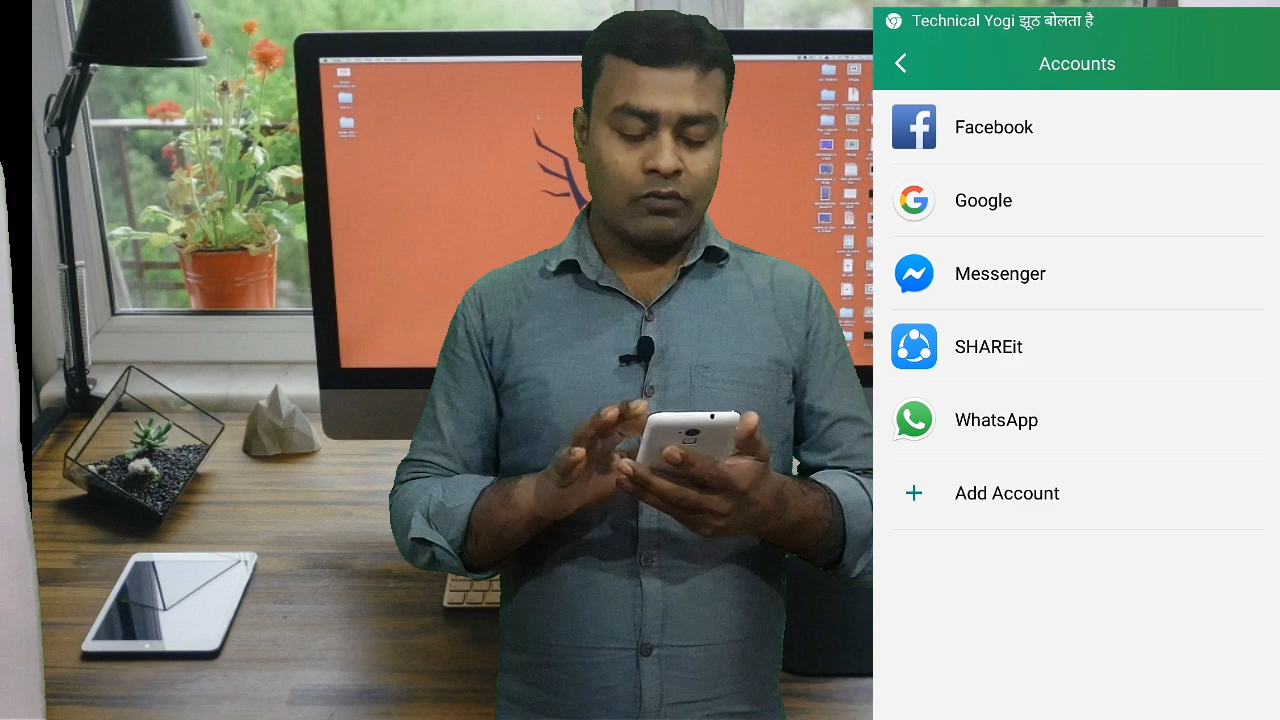 Technical Yogi झूठ बोलता है
Accounts
Facebook
Google
Messenger
SHAREit
WhatsApp
Add Account